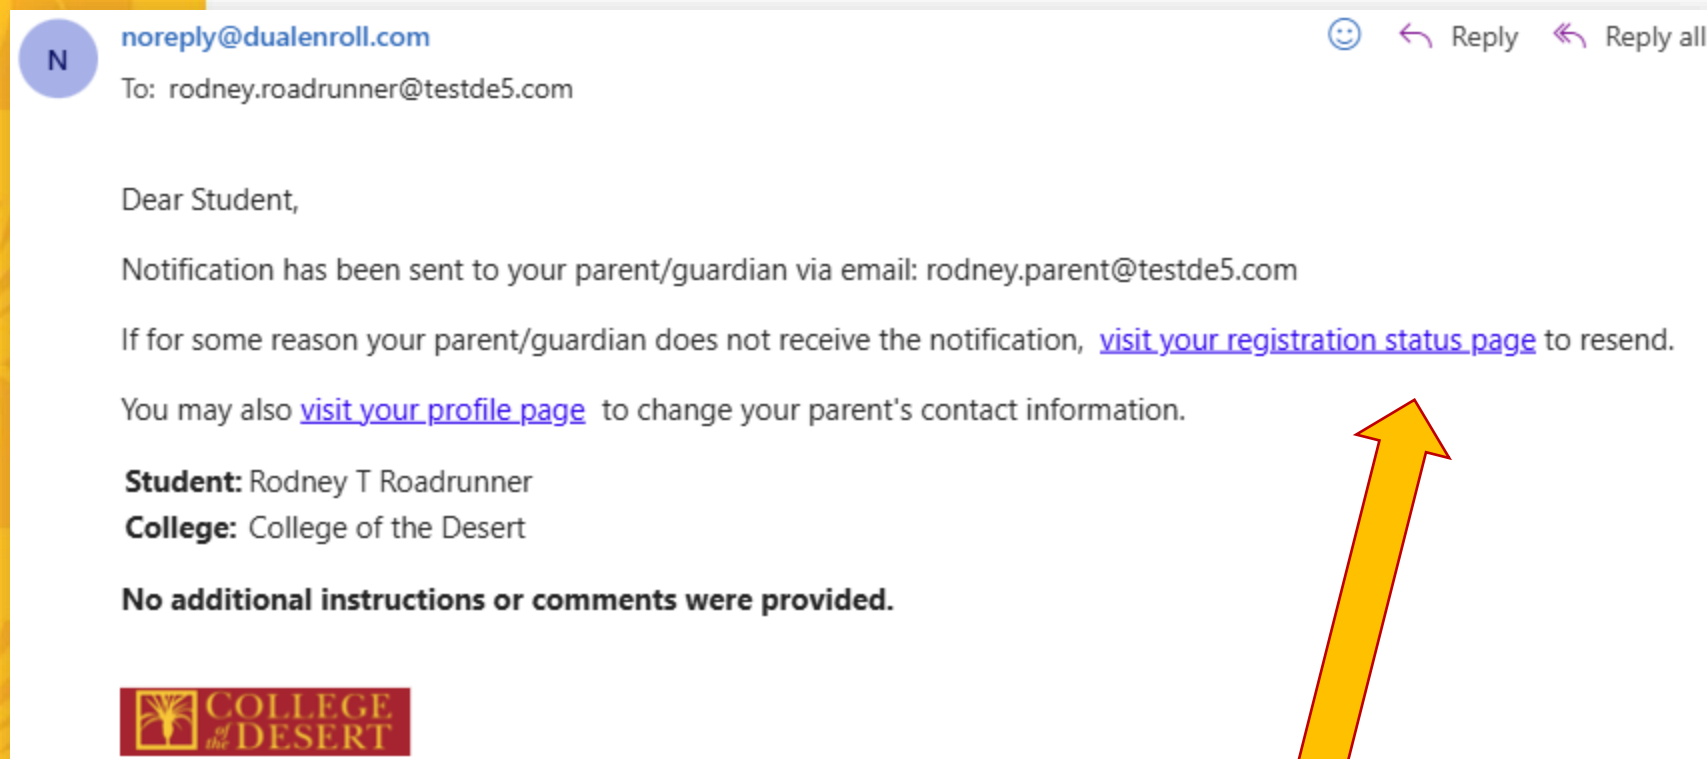 N
noreply@dualenroll.com
Reply Reply all
To: rodney.roadrunner@testde5.com
Dear Student,
Notification has been sent to your parent/guardian via email: rodney.parent@testde5.com
If for some reason your parent/guardian does not receive the notification, visit your registration status page to resend.
You may also visit your profile page to change your parent's contact information.
Student: Rodney T Roadrunner
College: College of the Desert
No additional instructions or comments were provided.
COLLEGE
of the DESERT